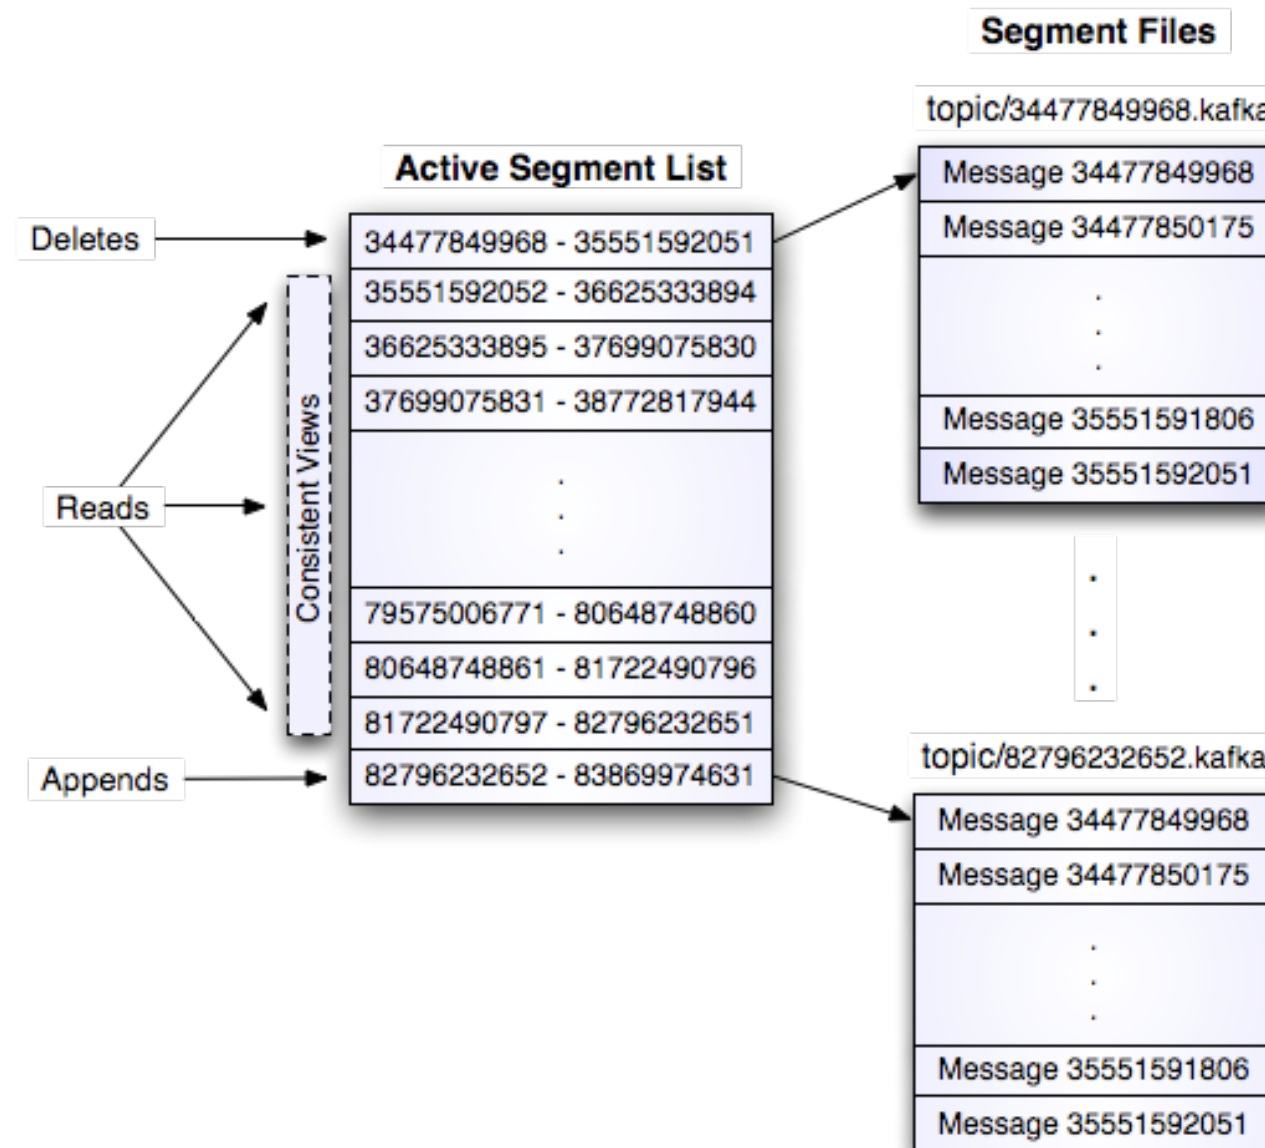 Segment Files
topic/34477849968.kafka
Message 34477849968
Message 34477850175
.
.
.
Message 35551591806
Message 35551592051
Active Segment List
34477849968 - 35551592051
35551592052 - 36625333894
36625333895 - 37699075830
37699075831 - 38772817944
.
.
.
79575006771 - 80648748860
80648748861 - 81722490796
81722490797 - 82796232651
82796232652 - 83869974631
Deletes
Reads
Appends
Consistent Views
.
.
.
topic/82796232652.kafka
Message 34477849968
Message 34477850175
.
.
.
Message 35551591806
Message 35551592051